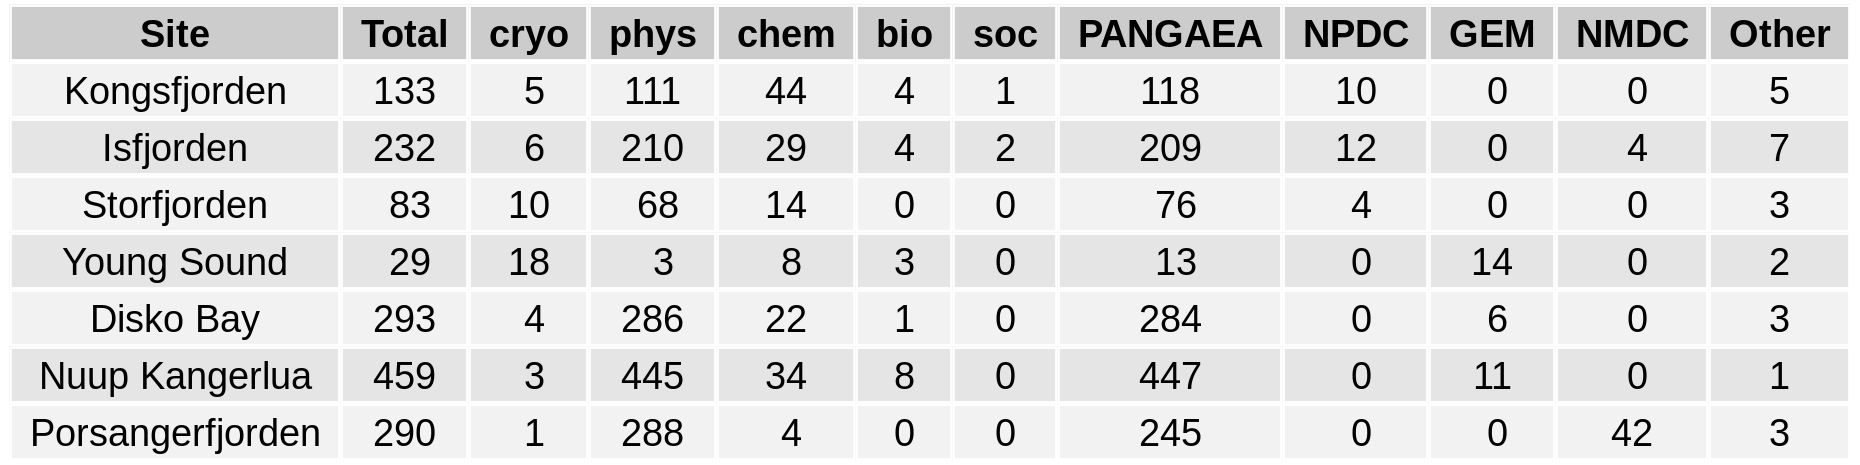 Site Total cryo phys chem bio soc PANGAEA NPDC GEM NMDC Other
Kongsfjorden 133 5 111 44 4 1 118 10 0 0 5
Isfjorden 232 6 210 29 4 2 209 12 0 4 7
Storfjorden 83 10 68 14 0 0 76 4 0 0 3
Young Sound 29 18 3 8 3 0 13 0 14 0 2
Disko Bay 293 4 286 22 1 0 284 0 6 0 3
Nuup Kangerlua 459 3 445 34 8 0 447 0 11 0 1
Porsangerfjorden 290 1 288 4 0 0 245 0 0 42 3